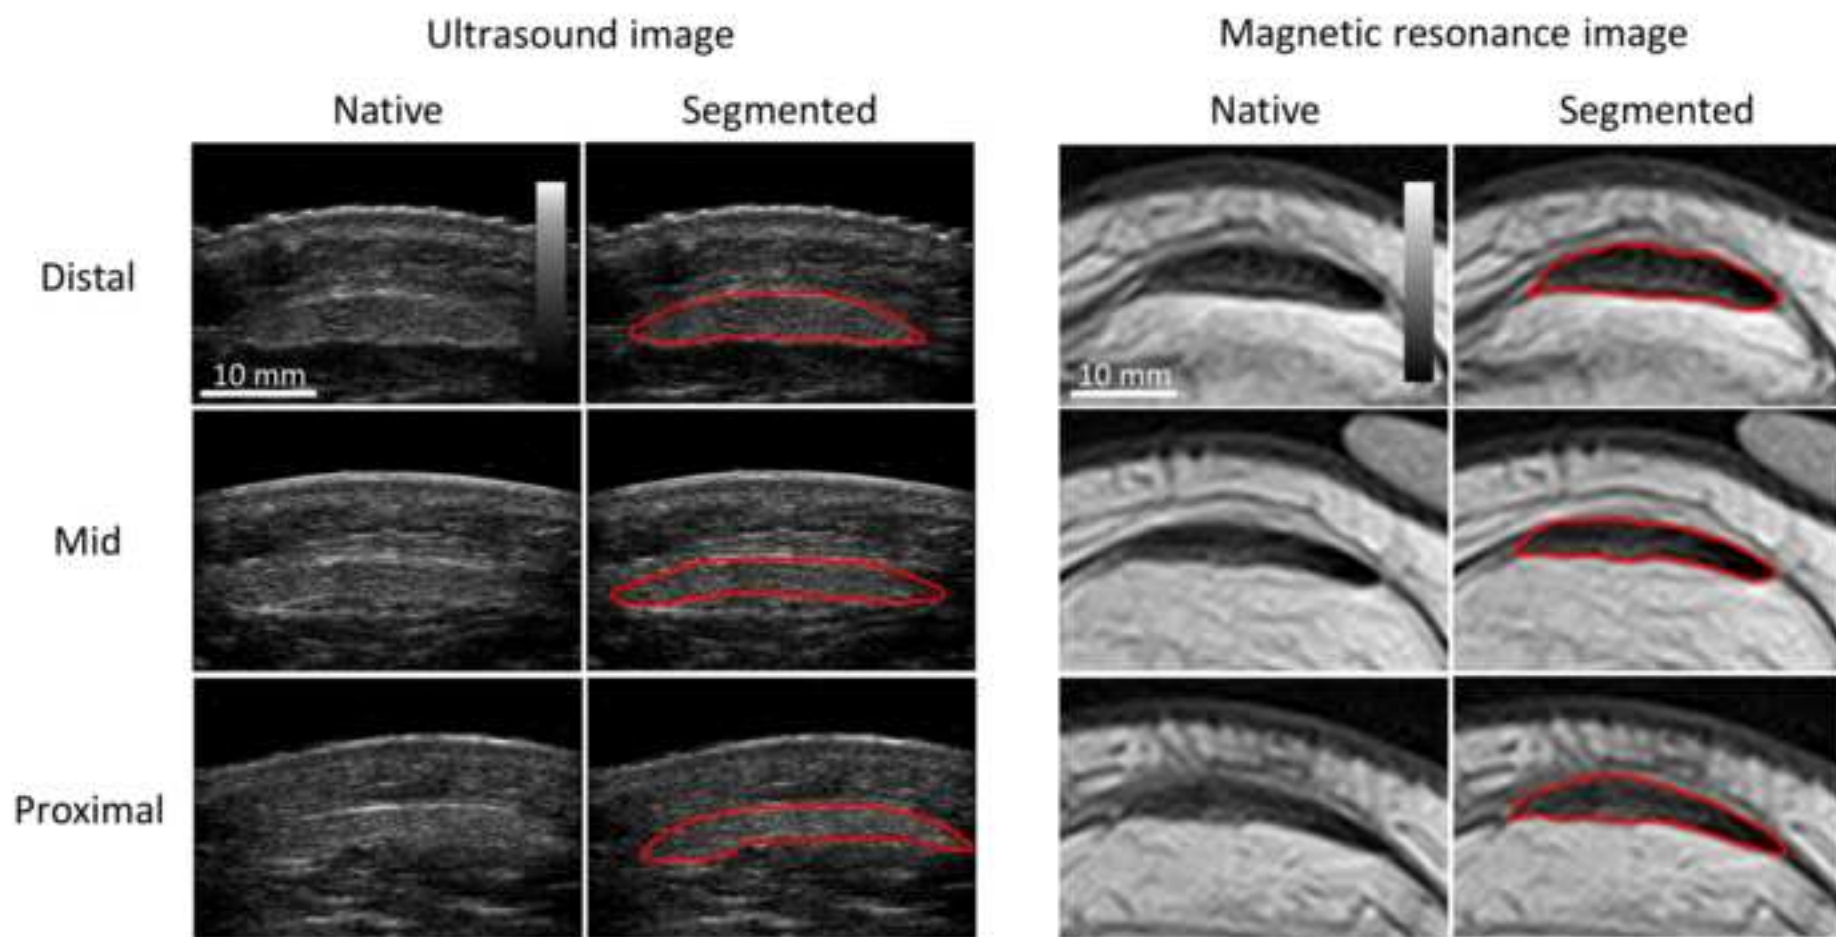 Ultrasound image
Magnetic resonance image
Native
Segmented
Native
Segmented
Distal
10 mm
10 mm
Mid
Proximal